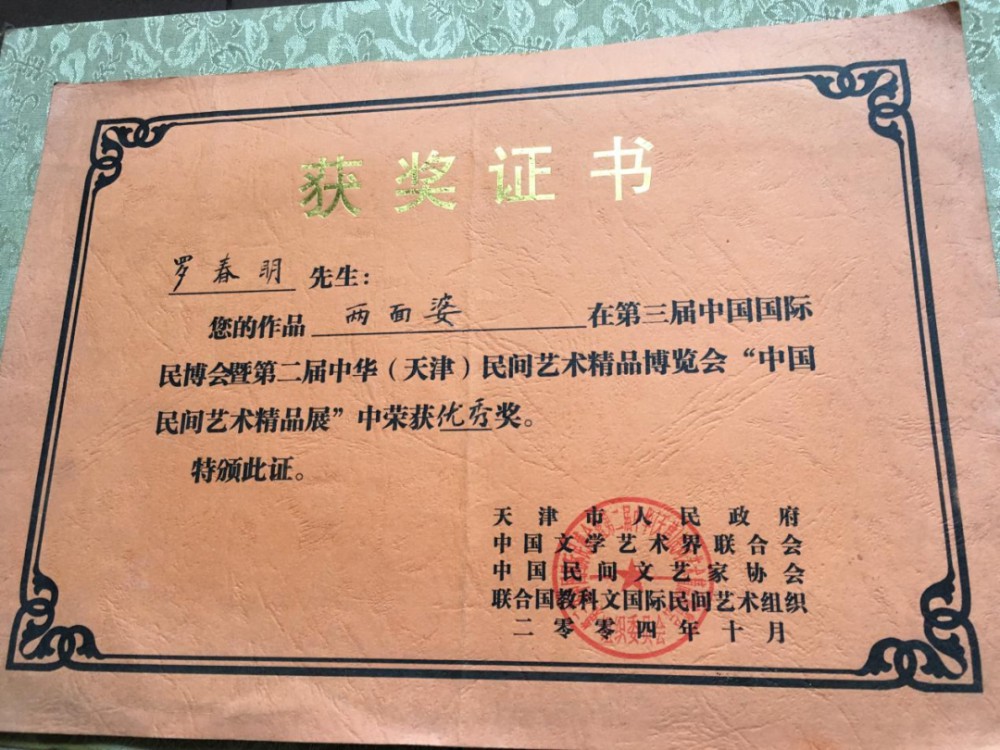 获奖证书
罗春明 先生：
您的作品 两面婆 在第三届中国国际
民博会暨第二届中华（天津）民间艺术精品博览会“中国
民间艺术精品展”中荣获优秀奖。
特颁此证。
天津市人民政府
中国文学艺术界联合会
中国民间文艺家协会
联合国教科文国际民间艺术组织
二零零四年十月
组织委员会